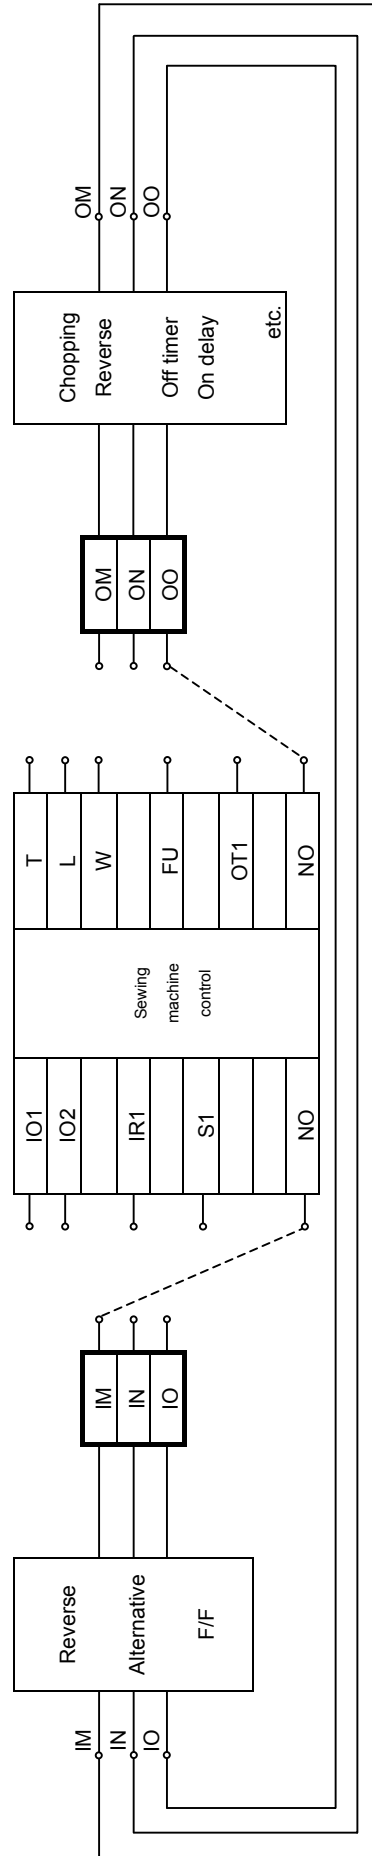 IM
IN
IO
Reverse
Alternative
F/F
IM
IN
IO
IO1
IO2
IR1
S1
NO
Sewing
machine
control
T
L
W
FU
OT1
NO
OM
ON
OO
Chopping
Reverse
Off timer
On delay
etc.
OM
ON
OO